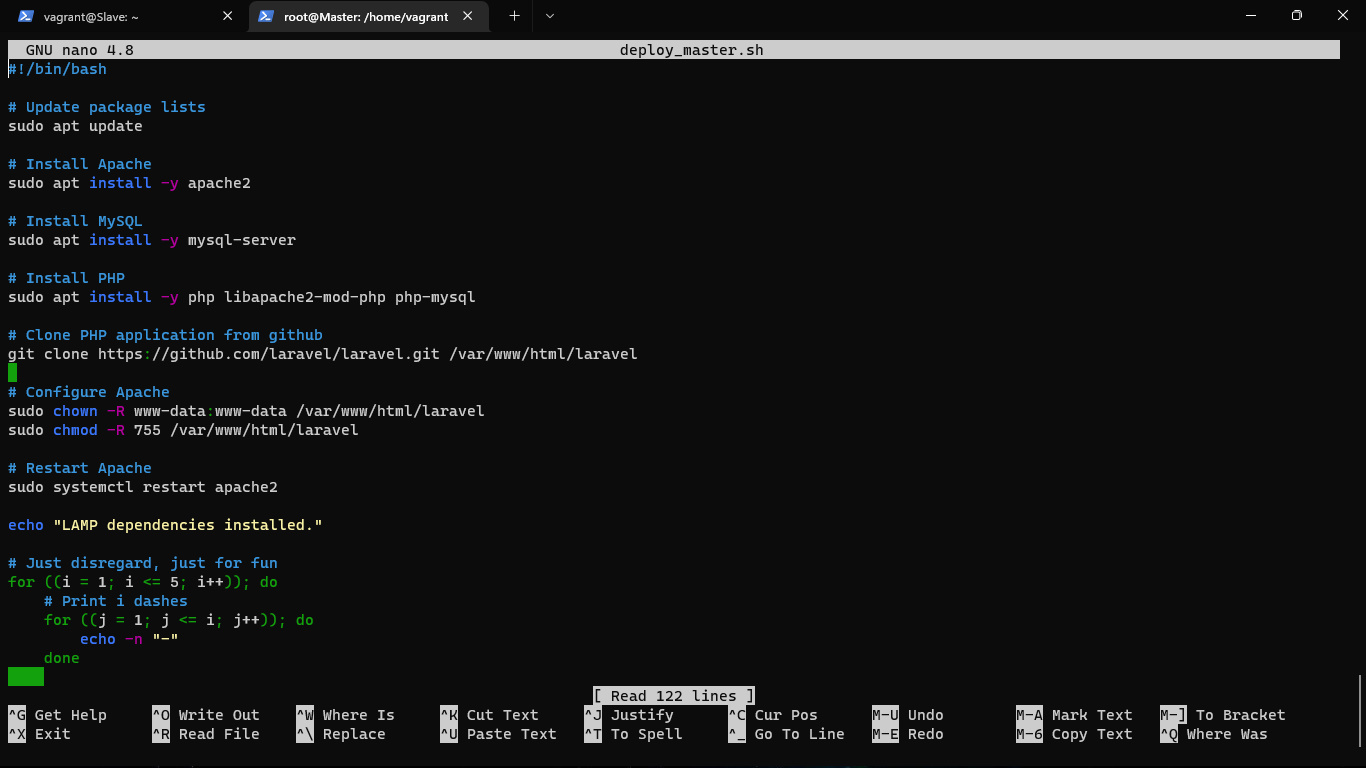 vagrant@Slave: ~
root@Master: /home/vagrant
GNU nano 4.8 deploy_master.sh
#!/bin/bash
# Update package lists
sudo apt update
# Install Apache
sudo apt install -y apache2
# Install MySQL
sudo apt install -y mysql-server
# Install PHP
sudo apt install -y php libapache2-mod-php php-mysql
# Clone PHP application from github
git clone https://github.com/laravel/laravel.git /var/www/html/laravel
# Configure Apache
sudo chown -R www-data:www-data /var/www/html/laravel
sudo chmod -R 755 /var/www/html/laravel
# Restart Apache
sudo systemctl restart apache2
echo "LAMP dependencies installed."
# Just disregard, just for fun
for ((i = 1; i <= 5; i++)); do
    # Print i dashes
    for ((j = 1; j <= i; j++)); do
        echo -n "-"
    done
[ Read 122 lines ]
^G Get Help ^O Write Out ^W Where Is ^K Cut Text ^J Justify ^C Cur Pos M-U Undo M-A Mark Text M-] To Bracket
^X Exit ^R Read File ^\ Replace ^U Paste Text ^T To Spell ^_ Go To Line M-E Redo M-6 Copy Text ^Q Where Was